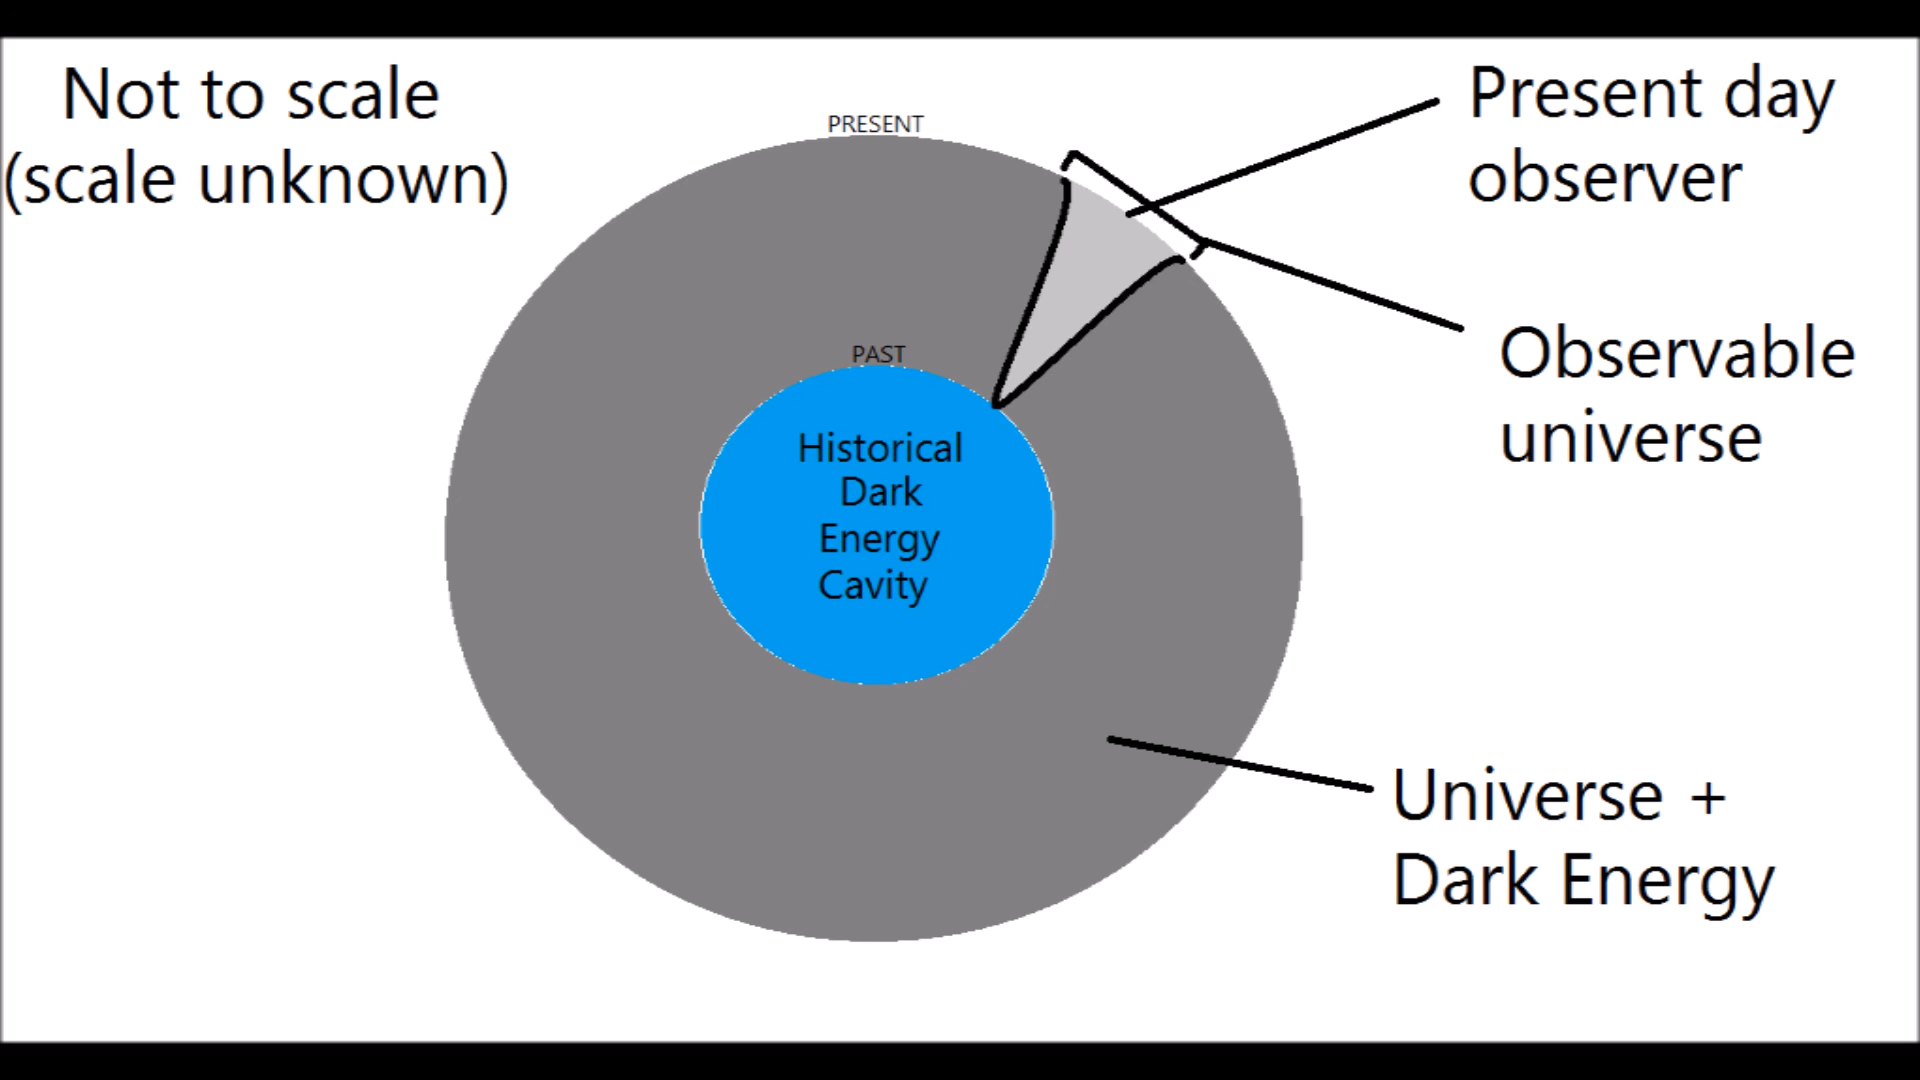 Not to scale
(scale unknown)
PRESENT
Present day
observer
Observable
universe
PAST
Historical
Dark
Energy
Cavity
Universe +
Dark Energy